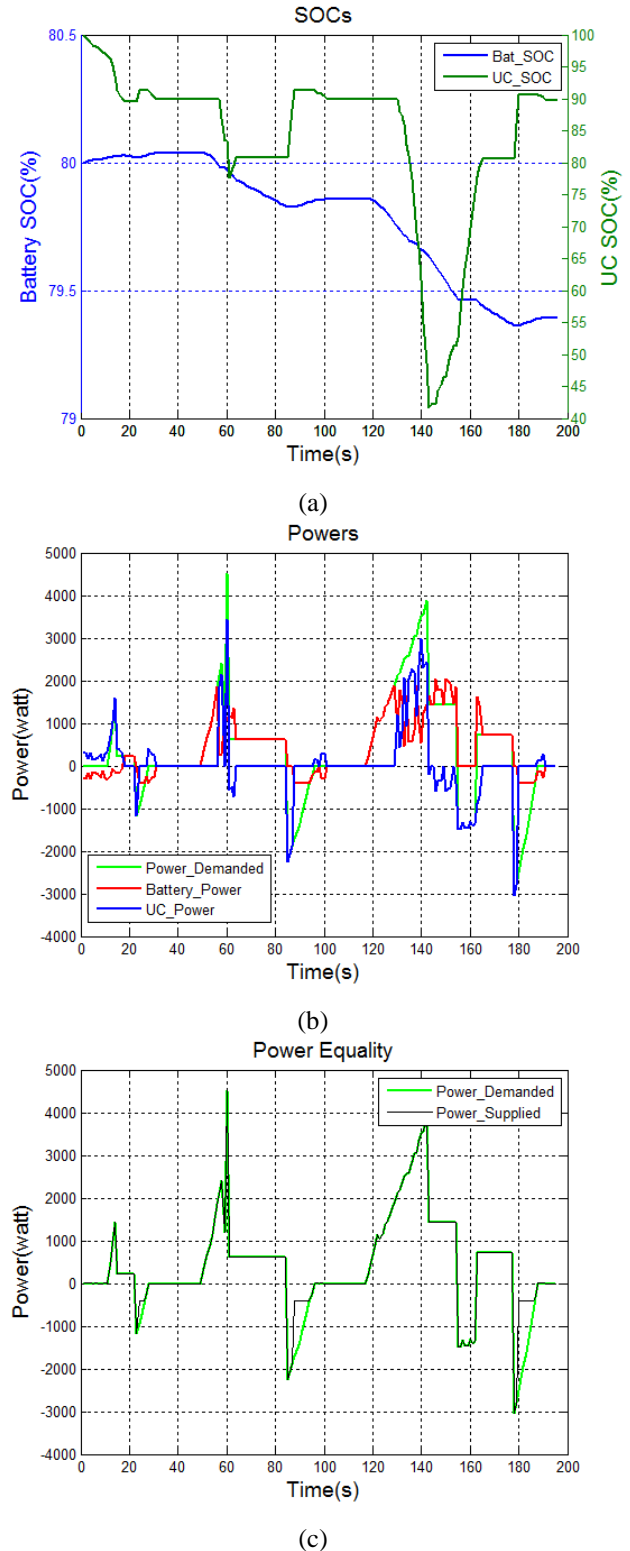 SOCs
80.5
80
79.5
79
Battery SOC(%)
Bat_SOC
UC_SOC
100
95
90
85
80
75
70
65
60
55
50
45
40
UC SOC(%)
0 20 40 60 80 100 120 140 160 180 200
Time(s)
(a)
Powers
5000
4000
3000
2000
1000
0
-1000
-2000
-3000
-4000
Power(watt)
Power_Demanded
Battery_Power
UC_Power
0 20 40 60 80 100 120 140 160 180 200
Time(s)
(b)
Power Equality
5000
4000
3000
2000
1000
0
-1000
-2000
-3000
-4000
Power(watt)
Power_Demanded
Power_Supplied
0 20 40 60 80 100 120 140 160 180 200
Time(s)
(c)